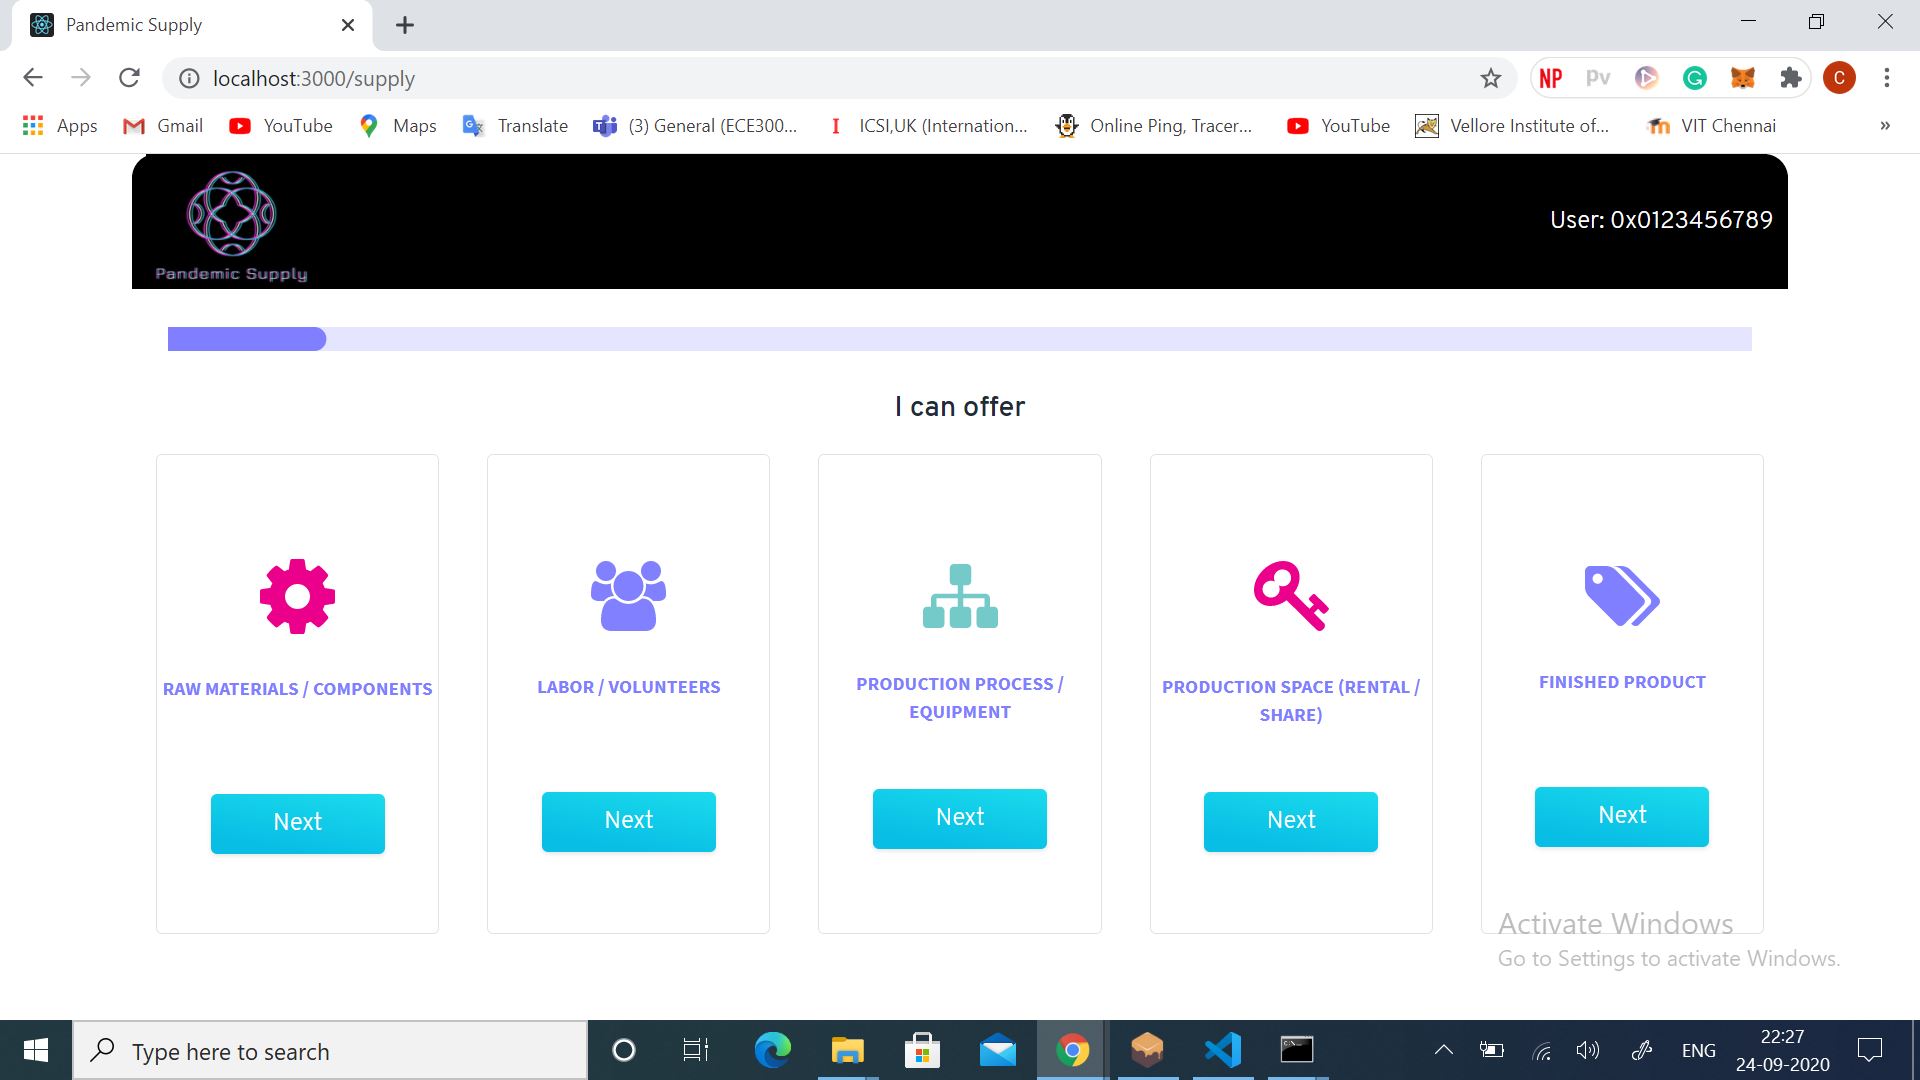 Pandemic Supply
localhost:3000/supply
NP
pv
G
C
Apps
Gmail
YouTube
Maps
Translate
(3) General (ECE300...
ICSI,UK (Internation...
Online Ping, Tracer...
YouTube
Vellore Institute of...
VIT Chennai
»
Pandemic Supply
User: 0x0123456789
I can offer
RAW MATERIALS / COMPONENTS
Next
LABOR / VOLUNTEERS
Next
PRODUCTION PROCESS /
EQUIPMENT
Next
PRODUCTION SPACE (RENTAL /
SHARE)
Next
FINISHED PRODUCT
Next
Activate Windows
Go to Settings to activate Windows.
Type here to search
ENG
22:27
24-09-2020